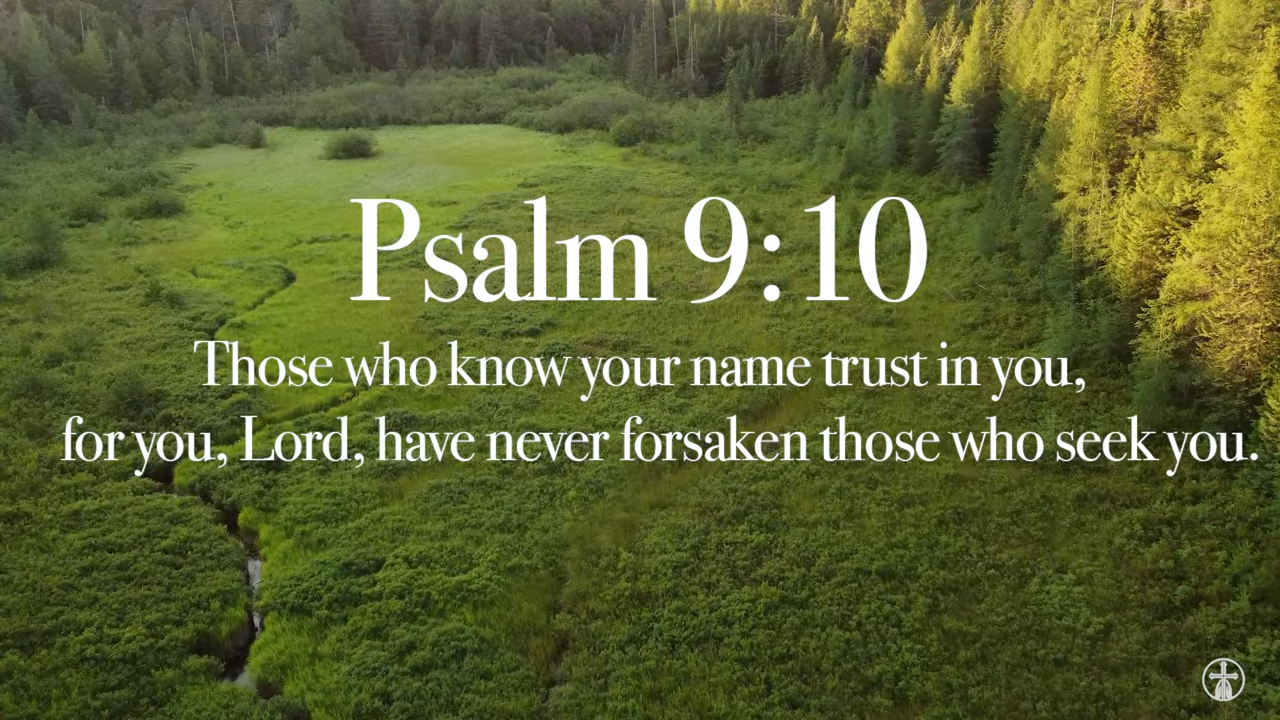 Psalm 9:10
Those who know your name trust in you,
for you, Lord, have never forsaken those who seek you.